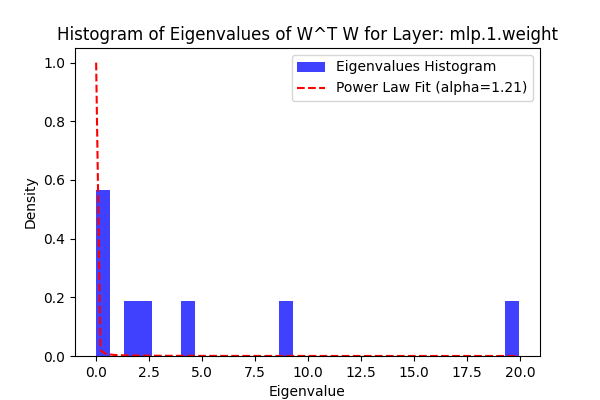 Histogram of Eigenvalues of W^T W for Layer: mlp.1.weight
Eigenvalues Histogram
Power Law Fit (alpha=1.21)
Density
1.0
0.8
0.6
0.4
0.2
0.0
0.0 2.5 5.0 7.5 10.0 12.5 15.0 17.5 20.0
Eigenvalue